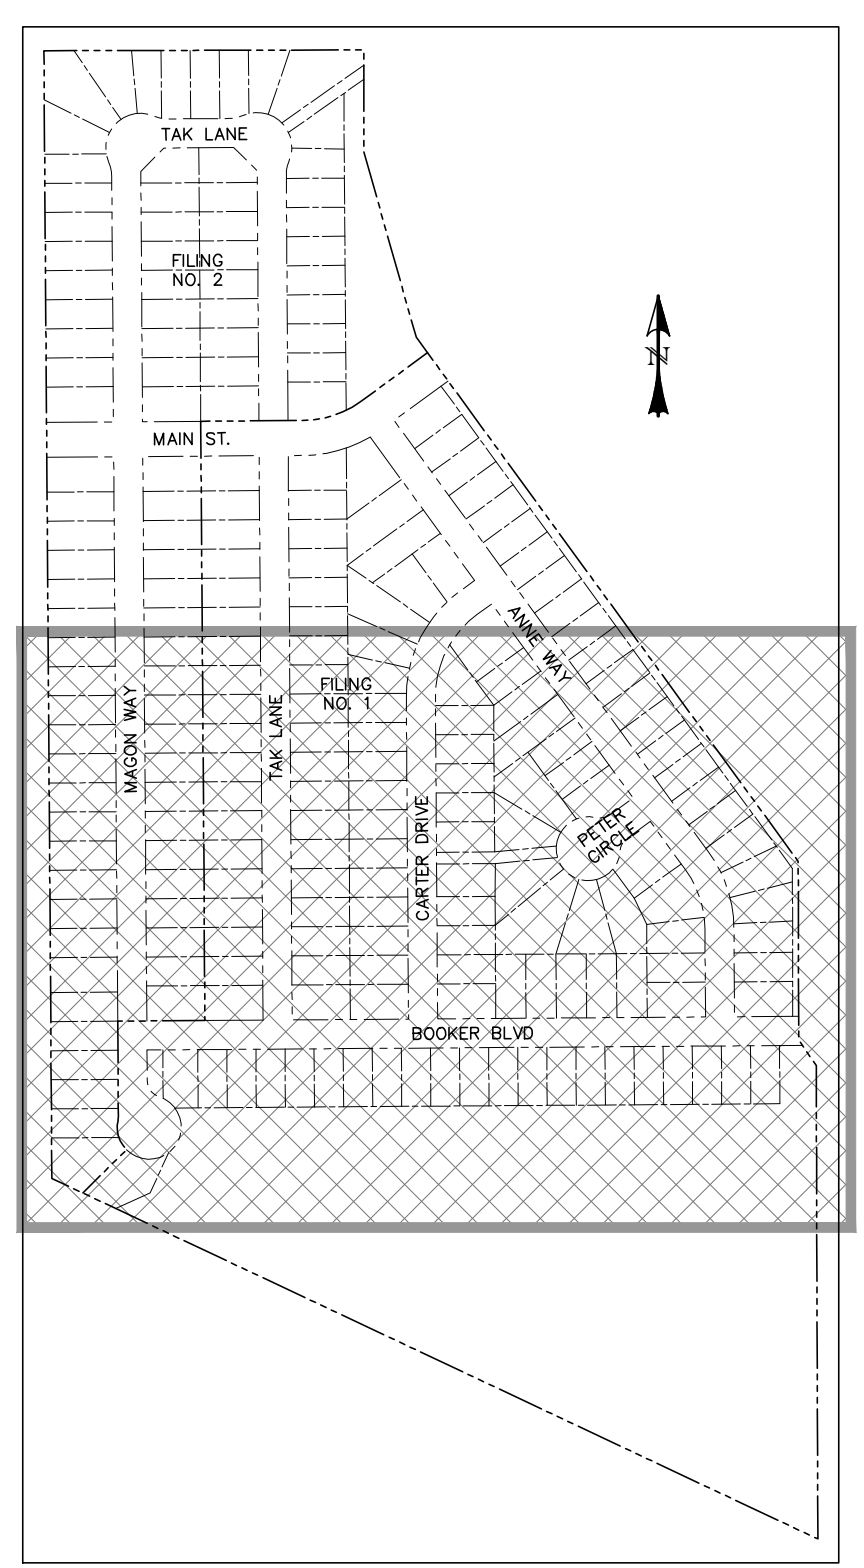 TAK LANE
FILING
NO. 2
N
MAIN ST.
ANNE WAY
FILING
NO. 1
MAGON WAY
TAK LANE
CARTER DRIVE
PETER
CIRCLE
BOOKER BLVD